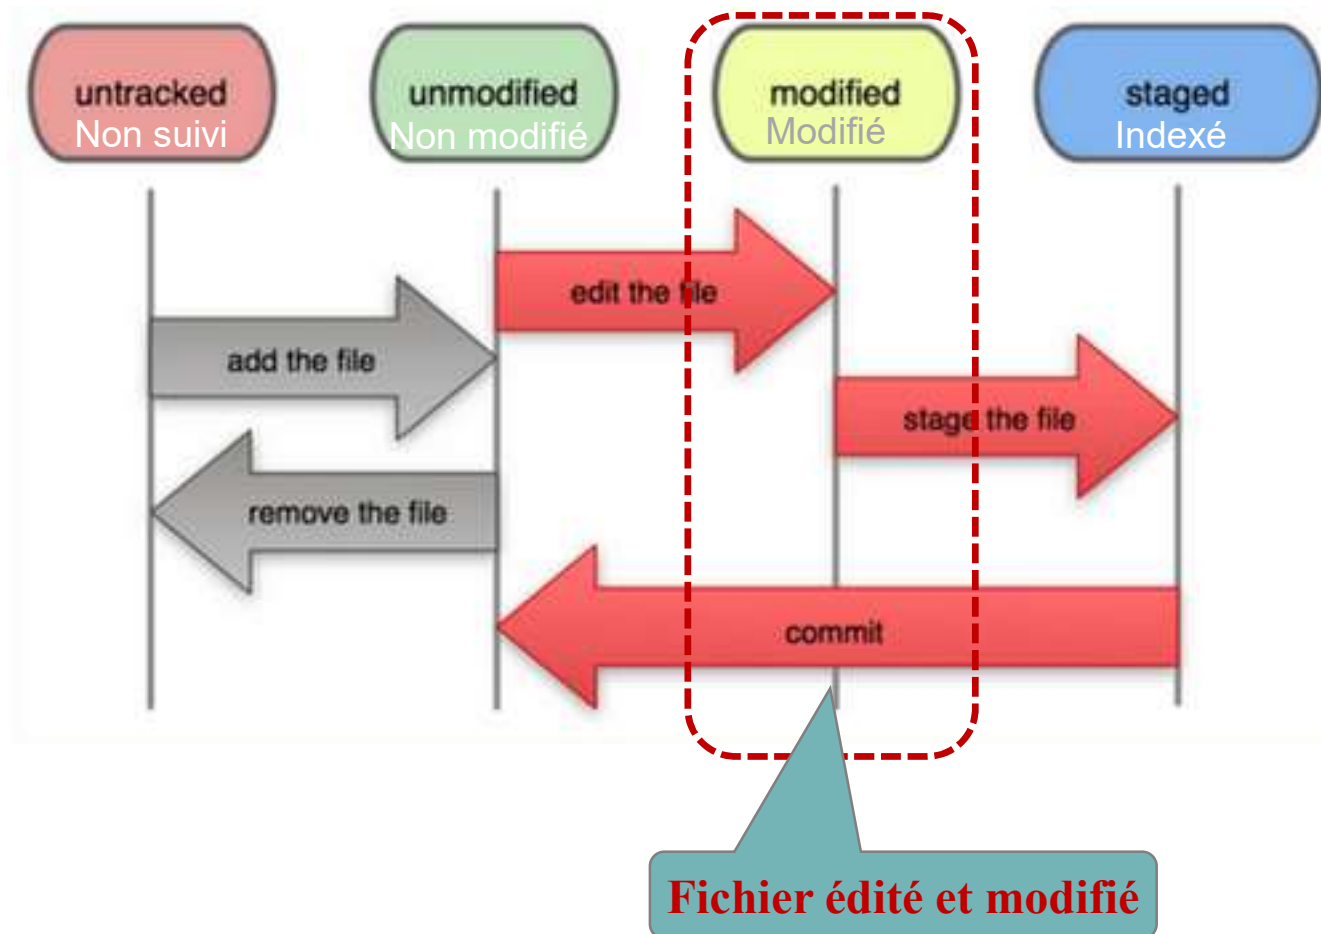 untracked
Non suivi
unmodified
Non modifié
modified
Modifié
staged
Indexé
edit the file
add the file
stage the file
remove the file
commit
Fichier édité et modifié